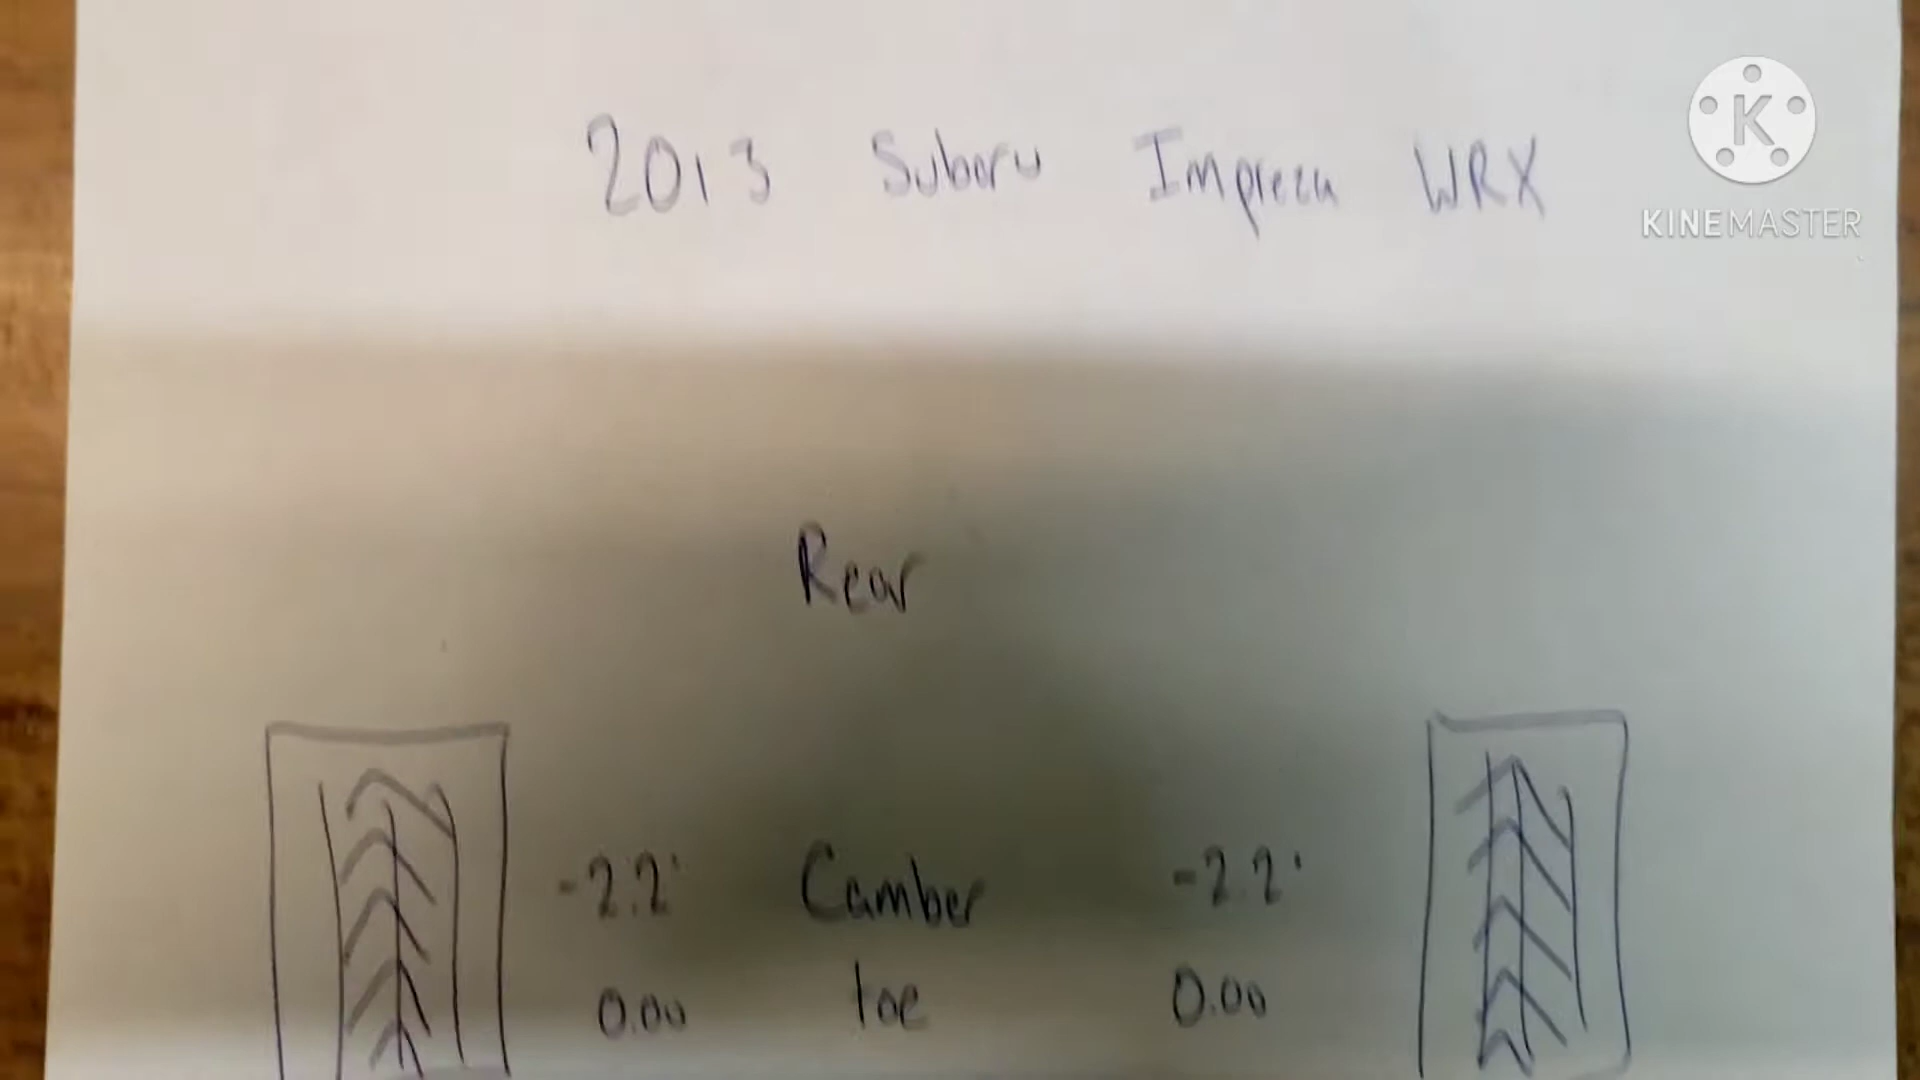 2013 Subaru Impreza WRX
K
KINEMASTER
Rear
-2.2° Camber -2.2°
0.00 toe 0.00